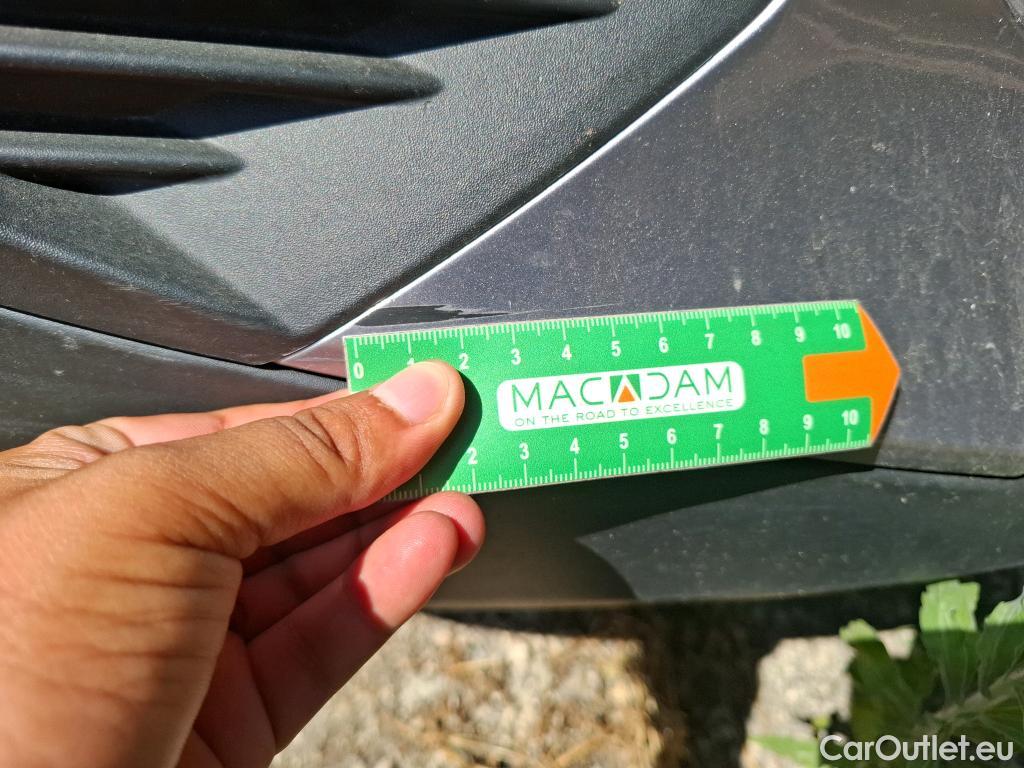 0 1 2 3 4 5 6 7 8 9 10
MACADAM
ON THE ROAD TO EXCELLENCE
2 3 4 5 6 7 8 9 10
CarOutlet.eu